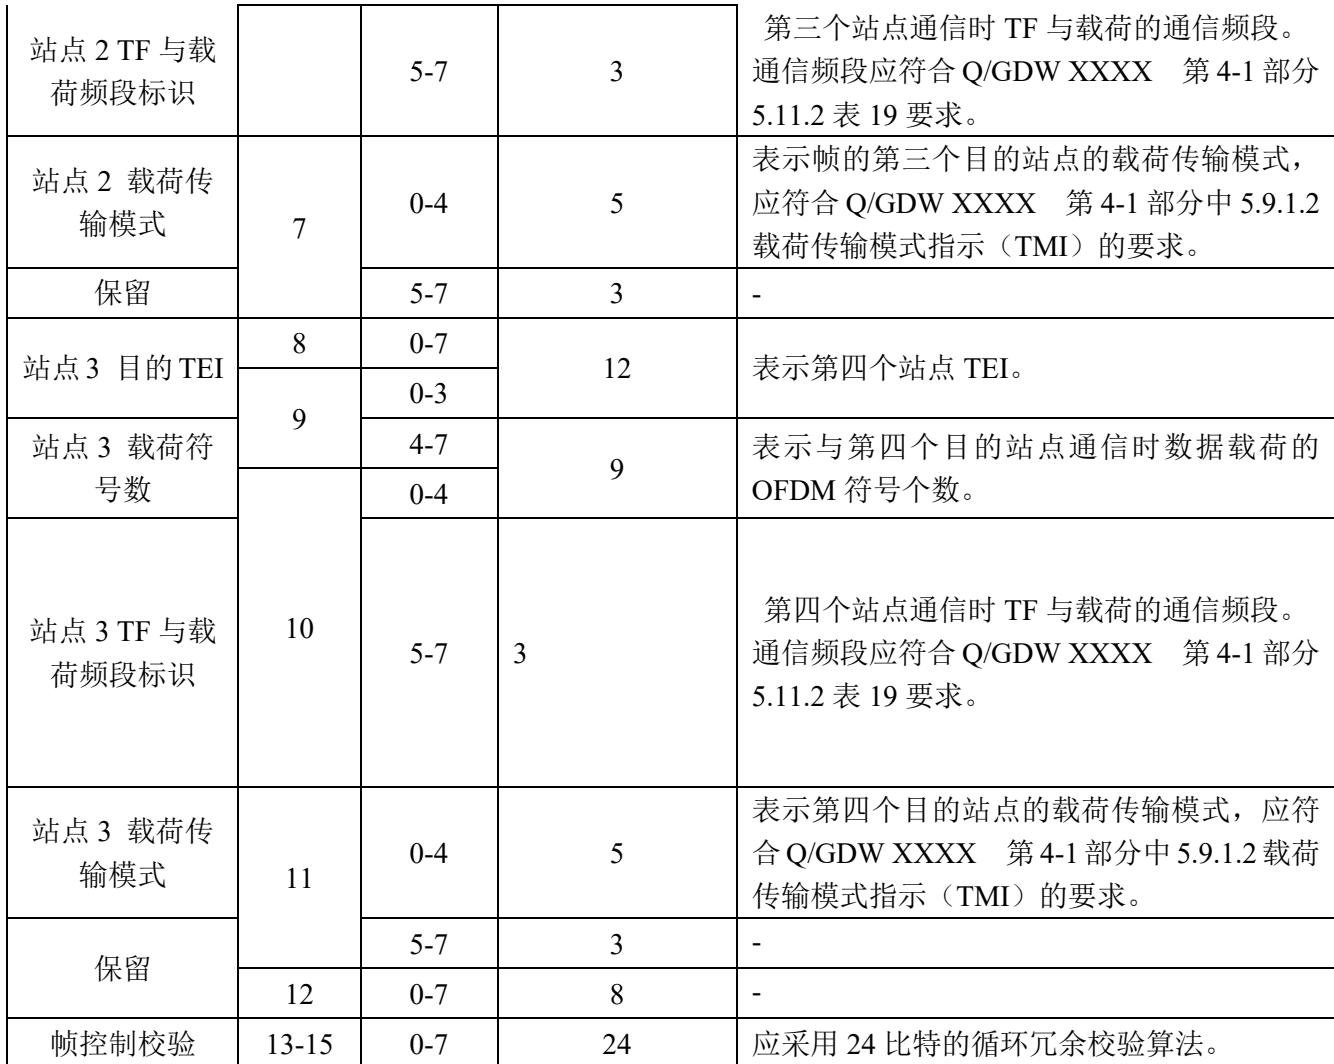 站点 2 TF 与载
荷频段标识
5-7
3
第三个站点通信时 TF 与载荷的通信频段。
通信频段应符合 Q/GDW XXXX 第 4-1 部分
5.11.2 表 19 要求。
站点 2 载荷传
输模式
7
0-4
5
表示帧的第三个目的站点的载荷传输模式，
应符合 Q/GDW XXXX 第 4-1 部分中 5.9.1.2
载荷传输模式指示（TMI）的要求。
保留
5-7
3
-
站点 3 目的 TEI
8
0-7
12
表示第四个站点 TEI。
9
0-3
站点 3 载荷符
号数
4-7
9
表示与第四个目的站点通信时数据载荷的
OFDM 符号个数。
10
0-4
站点 3 TF 与载
荷频段标识
5-7
3
第四个站点通信时 TF 与载荷的通信频段。
通信频段应符合 Q/GDW XXXX 第 4-1 部分
5.11.2 表 19 要求。
站点 3 载荷传
输模式
11
0-4
5
表示第四个目的站点的载荷传输模式，应符
合 Q/GDW XXXX 第 4-1 部分中 5.9.1.2 载荷
传输模式指示（TMI）的要求。
保留
5-7
3
-
12
0-7
8
-
帧控制校验
13-15
0-7
24
应采用 24 比特的循环冗余校验算法。